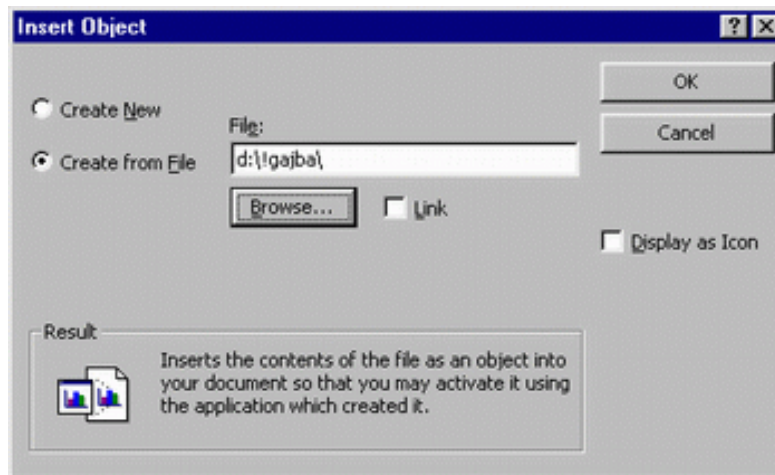 Insert Object
OK
Create New
File:
Cancel
Create from File
d:\!gajba\
Browse...
Link
Display as Icon
Result
Inserts the contents of the file as an object into
your document so that you may activate it using
the application which created it.